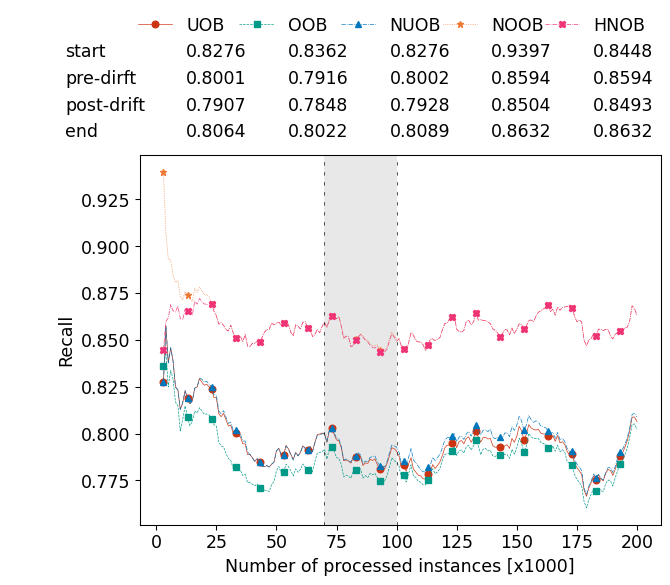 UOB OOB NUOB NOOB HNOB
start 0.8276 0.8362 0.8276 0.9397 0.8448
pre-dirft 0.8001 0.7916 0.8002 0.8594 0.8594
post-drift 0.7907 0.7848 0.7928 0.8504 0.8493
end 0.8064 0.8022 0.8089 0.8632 0.8632
0.925
0.900
0.875
0.850
0.825
0.800
0.775
Recall
0 25 50 75 100 125 150 175 200
Number of processed instances [x1000]